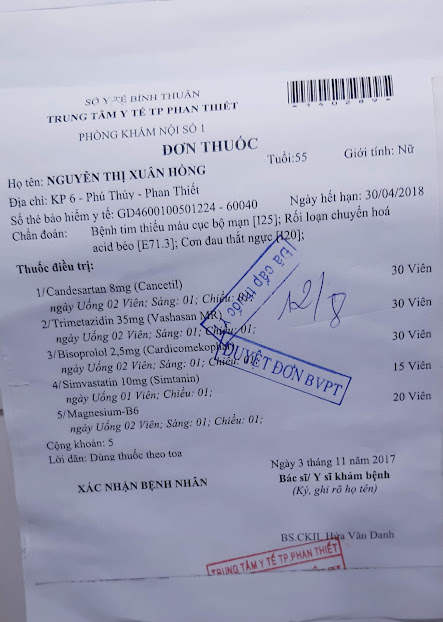 SỞ Y TẾ BÌNH THUẬN
TRUNG TÂM Y TẾ TP PHAN THIẾT
PHÒNG KHÁM NỘI SỐ 1
*160289*
ĐƠN THUỐC
Họ tên: NGUYỄN THỊ XUÂN HỒNG Tuổi:55 Giới tính: Nữ
Địa chỉ: KP 6 - Phú Thủy - Phan Thiết
Số thẻ bảo hiểm y tế: GD4600100501224 - 60040 Ngày hết hạn: 30/04/2018
Chẩn đoán: Bệnh tim thiếu máu cục bộ mạn [I25]; Rối loạn chuyển hoá
acid béo [E71.3]; Cơn đau thắt ngực [I20];
Thuốc điều trị:
1/Candesartan 8mg (Cancetil) 30 Viên
ngày Uống 02 Viên; Sáng: 01; Chiều: 01;
2/Trimetazidin 35mg (Vashasan MR) 30 Viên
ngày Uống 02 Viên; Sáng: 01; Chiều: 01;
3/Bisoprolol 2,5mg (Cardicomekophar) 30 Viên
ngày Uống 02 Viên; Sáng: 01; Chiều: 01;
4/Simvastatin 10mg (Simtanin) 15 Viên
ngày Uống 01 Viên; Chiều: 01;
5/Magnesium-B6 20 Viên
ngày Uống 02 Viên; Sáng: 01; Chiều: 01;
Đã cấp thuốc
12/8
DUYỆT ĐƠN BVPT
Cộng khoản: 5
Lời dăn: Dùng thuốc theo toa
Ngày 3 tháng 11 năm 2017
XÁC NHẬN BỆNH NHÂN Bác sĩ/ Y sĩ khám bệnh
(Ký, ghi rõ họ tên)
BS.CKII. Hứa Văn Danh
TRUNG TÂM Y TẾ TP.PHAN THIẾT